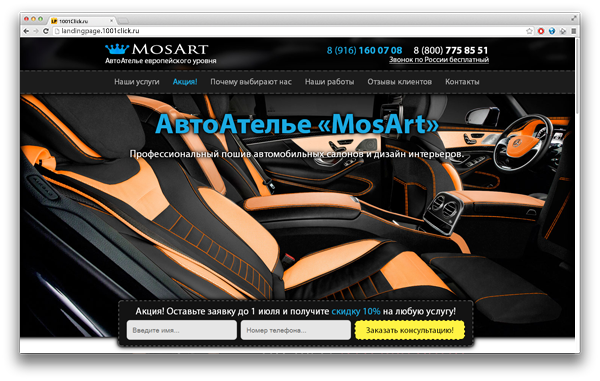 1001Click.ru
landingpage.1001click.ru
MosArt
АвтоАтелье европейского уровня
8 (916) 160 07 08
8 (800) 775 85 51
Звонок по России бесплатный
Наши услуги Акция! Почему выбирают нас Наши работы Отзывы клиентов Контакты
АвтоАтелье «MosArt»
Профессиональный пошив автомобильных салонов и дизайн интерьеров.
Акция! Оставьте заявку до 1 июля и получите скидку 10% на любую услугу!
Введите имя... Номер телефона... Заказать консультацию!